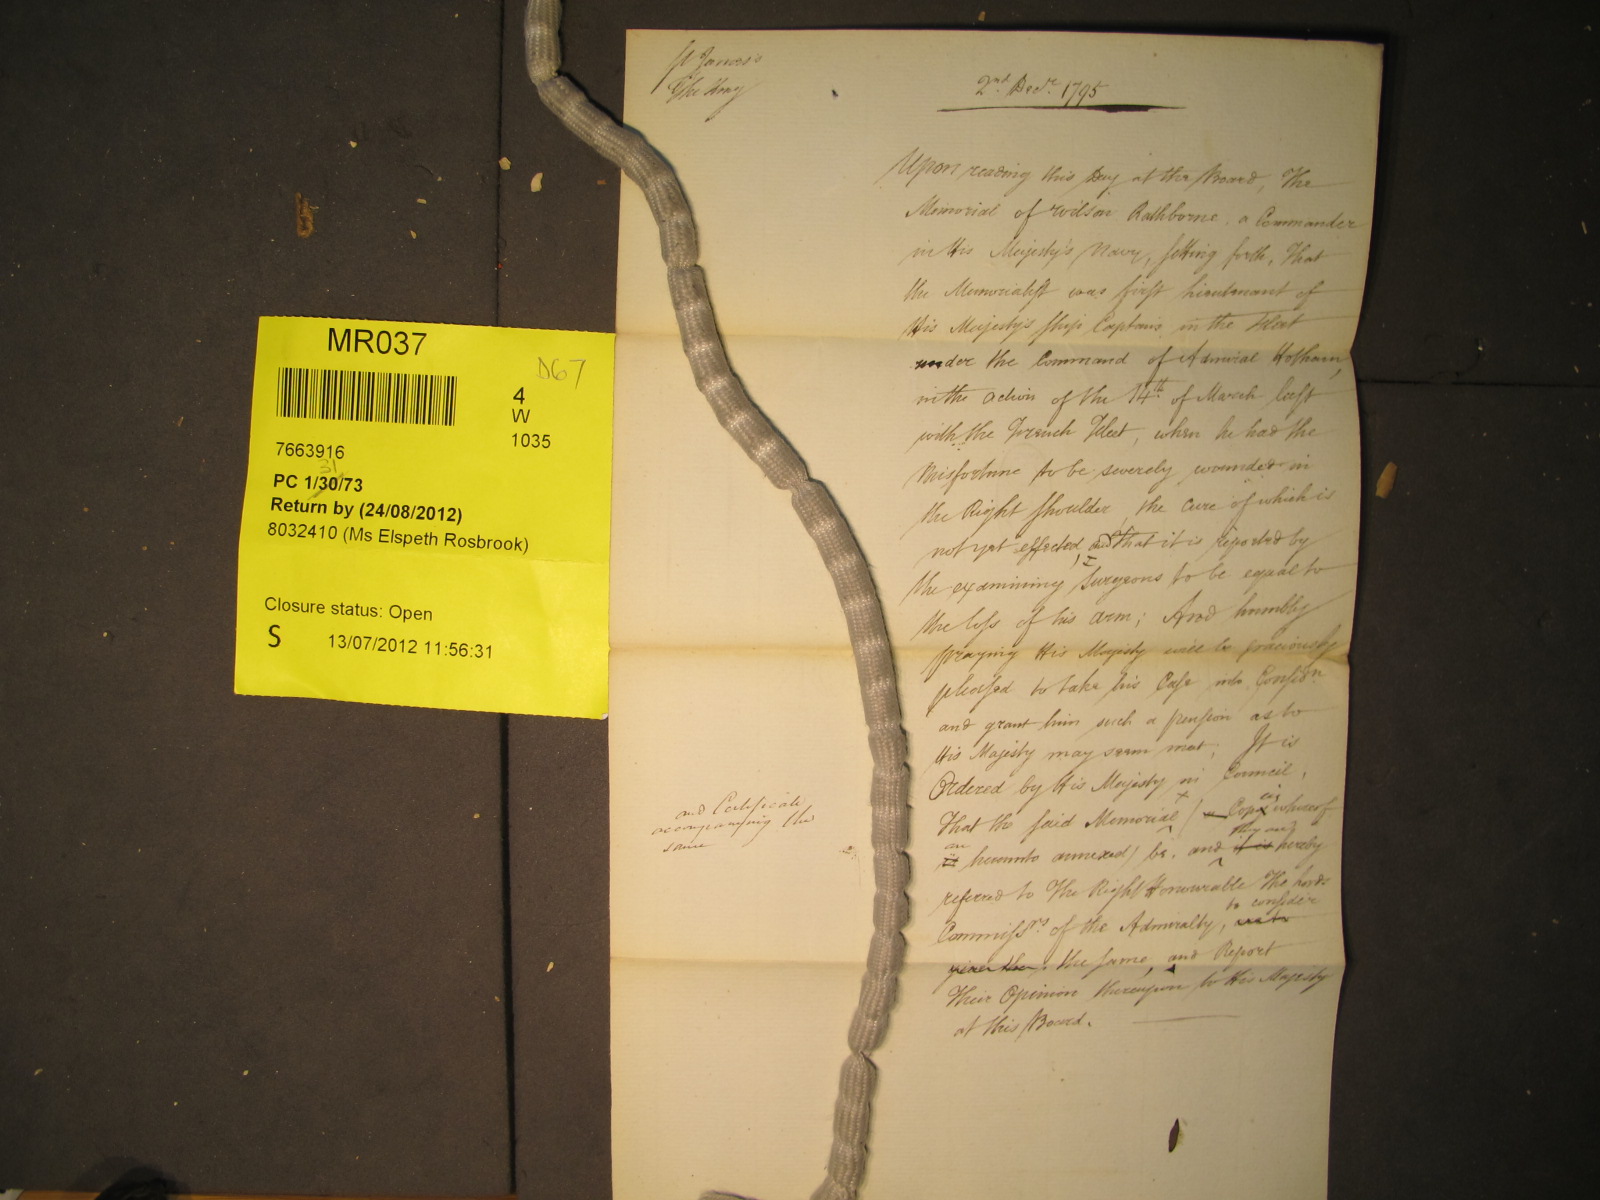 MR037
D67
4
W
1035
7663916
31
PC 1/30/73
Return by (24/08/2012)
8032410 (Ms Elspeth Rosbrook)
Closure status: Open
S 13/07/2012 11:56:31
St James's
2nd Decr. 1795
Upon reading this Day at the Board, The
Memorial of Wilson Rathborne a Commander
in His Majesty's Navy, setting forth, That
the Memorialist was first Lieutenant of
His Majesty's Ship Captain in the Fleet
under the Command of Admiral Hotham,
in the Action of the 14th of March last
with the French Fleet, when he had the
Misfortune to be severely wounded in
the Right Shoulder, the Cure of which is
not yet effected, and That it is reported by
the examining Surgeons to be equal to
the loss of his Arm; And humbly
praying His Majesty will be graciously
pleased to take his Case into Considn
and grant him such a pension as to
His Majesty may seem meet; It is
Ordered by His Majesty in Council,
That the said Memorial x (Copies whereof
and Certificate
accompanying the
same
are hereunto annexed) be, and they are hereby
referred to The Right Honourable The Lords
Commissrs of the Admiralty, to consider
the same, and Report
Their Opinion thereupon to His Majesty
at this Board.